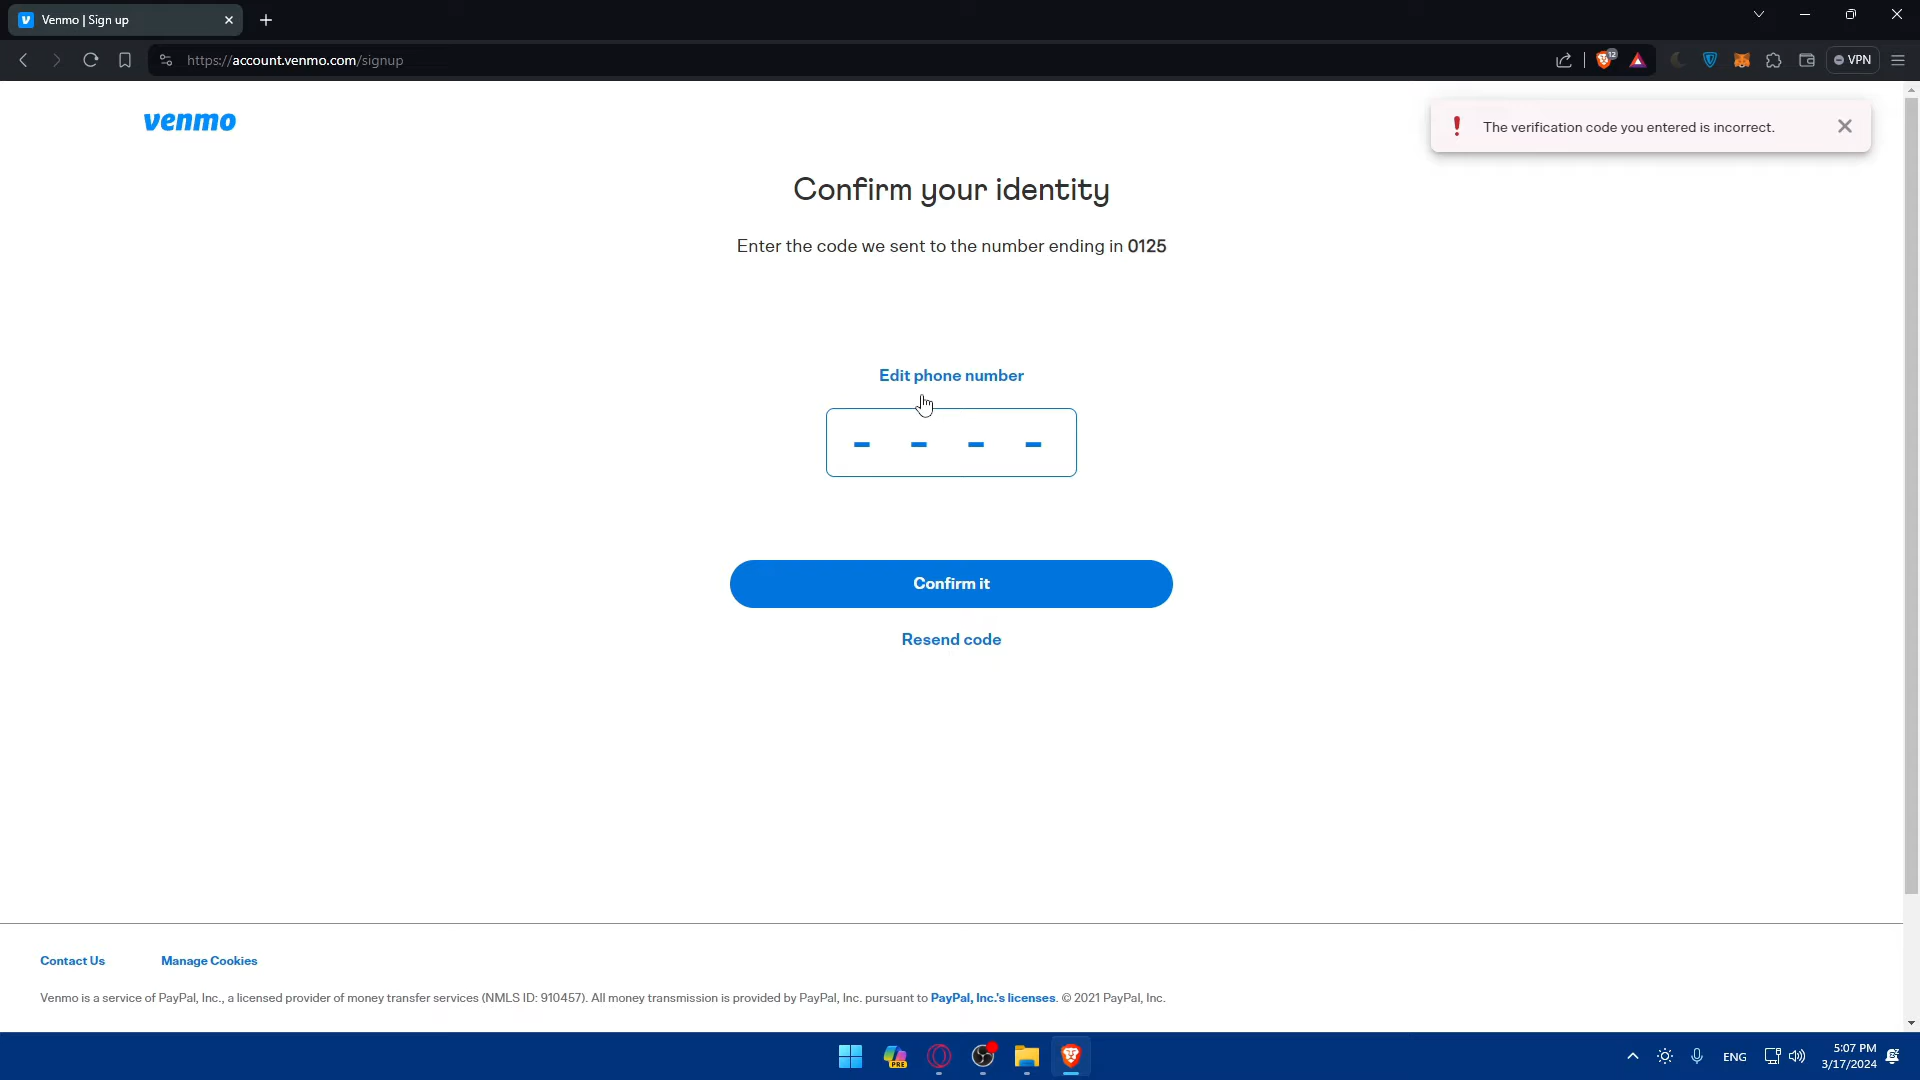 Venmo | Sign up
https://account.venmo.com/signup
12
VPN
venmo
The verification code you entered is incorrect.
Confirm your identity
Enter the code we sent to the number ending in 0125
Edit phone number
Confirm it
Resend code
Contact Us
Manage Cookies
Venmo is a service of PayPal, Inc., a licensed provider of money transfer services (NMLS ID: 910457). All money transmission is provided by PayPal, Inc. pursuant to PayPal, Inc.'s licenses. © 2021 PayPal, Inc.
PRE
ENG
5:07 PM
3/17/2024